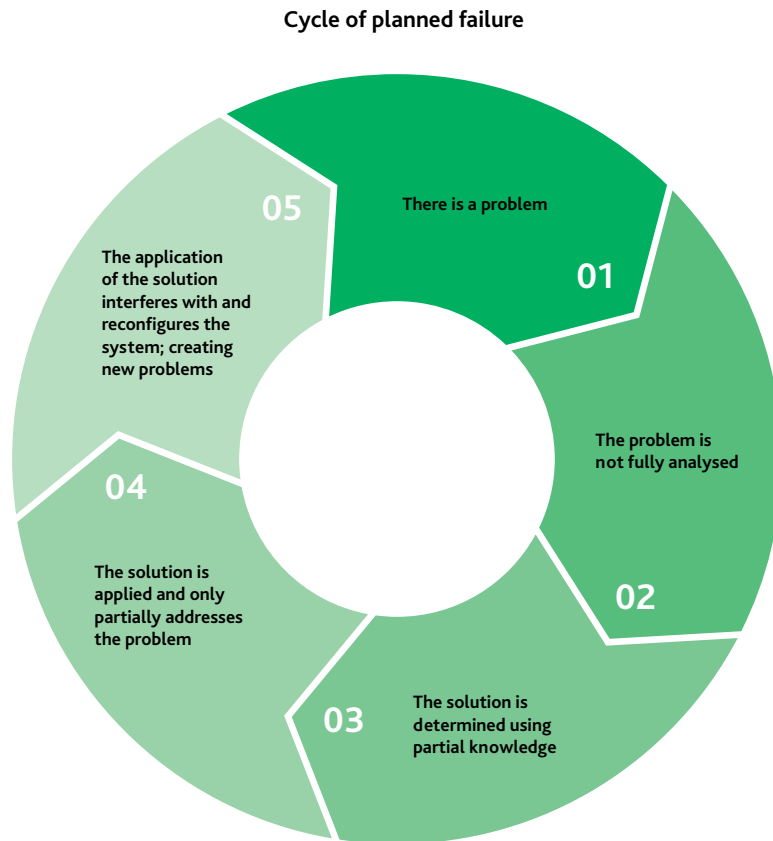 Cycle of planned failure
There is a problem
01
The problem is
not fully analysed
02
The solution is
determined using
partial knowledge
03
The solution is
applied and only
partially addresses
the problem
04
The application
of the solution
interferes with and
reconfigures the
system; creating
new problems
05